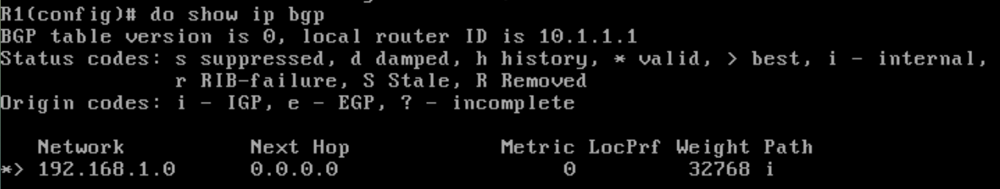 R1(config)# do show ip bgp
BGP table version is 0, local router ID is 10.1.1.1
Status codes: s suppressed, d damped, h history, * valid, > best, i - internal,
              r RIB-failure, S Stale, R Removed
Origin codes: i - IGP, e - EGP, ? - incomplete

   Network          Next Hop            Metric LocPrf Weight Path
*> 192.168.1.0      0.0.0.0                  0         32768 i